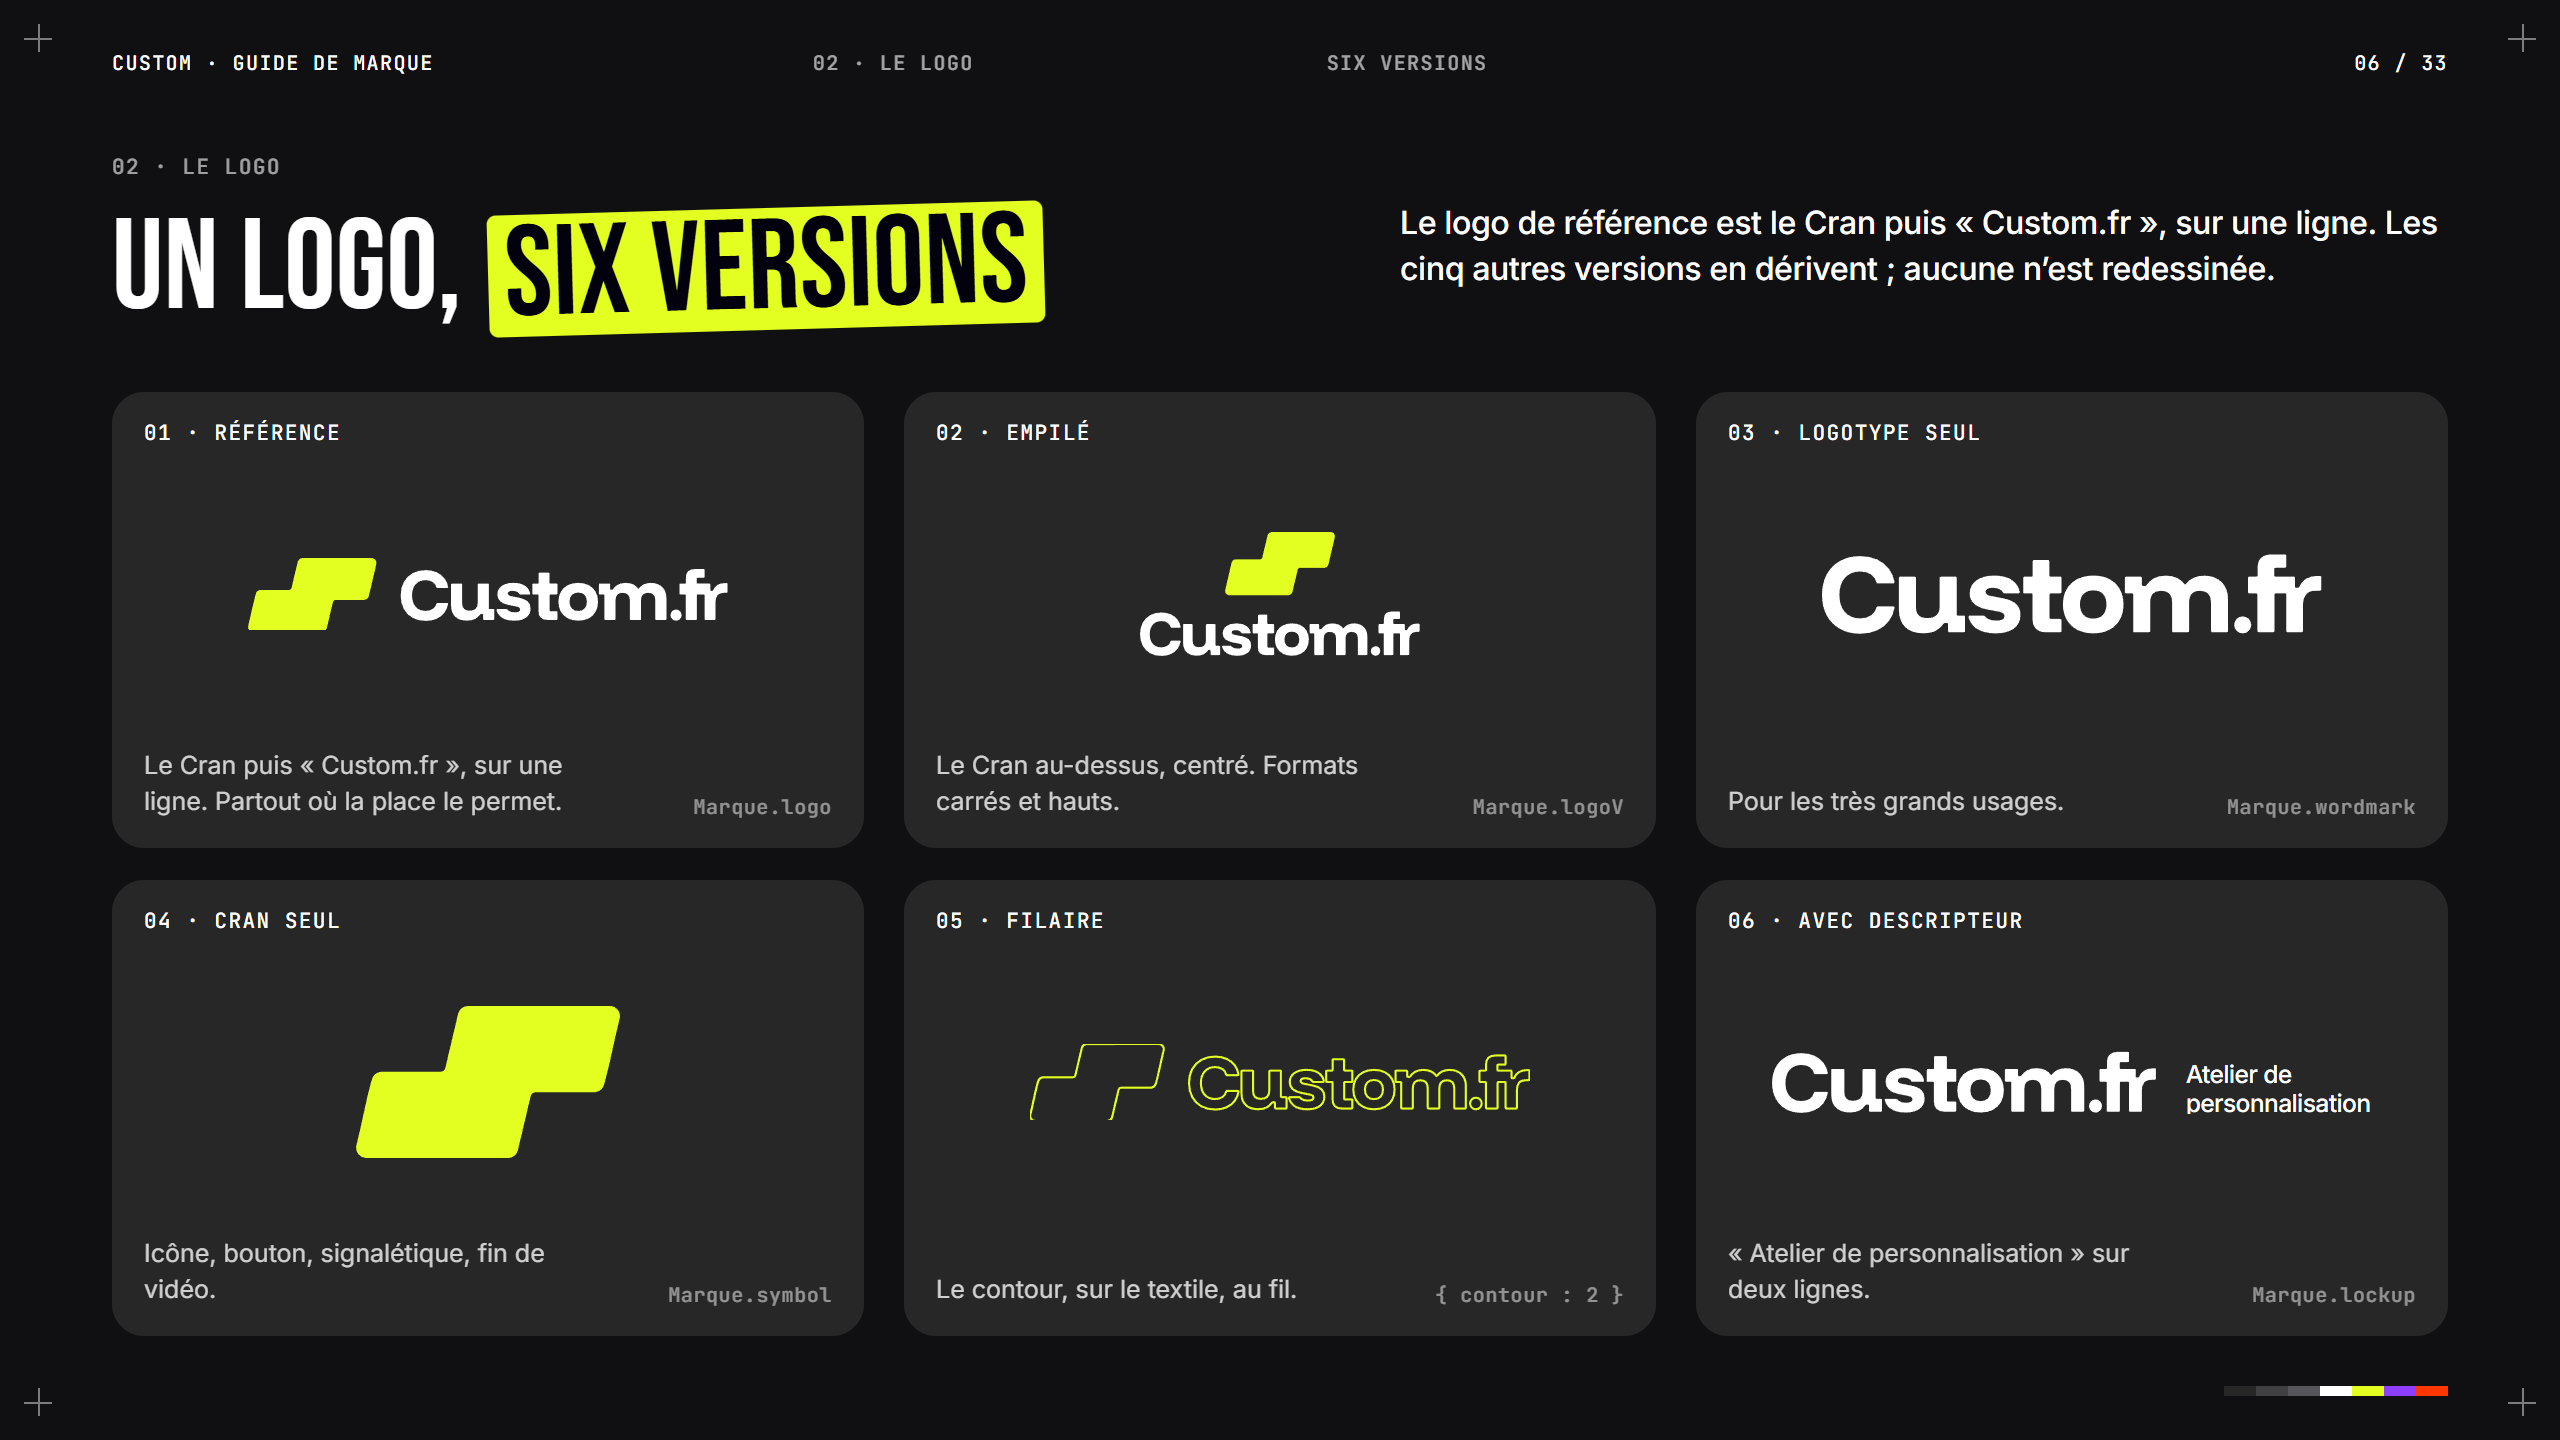 CUSTOM · GUIDE DE MARQUE
02 · LE LOGO
SIX VERSIONS
06 / 33
02 · LE LOGO
UN LOGO, SIX VERSIONS
Le logo de référence est le Cran puis « Custom.fr », sur une ligne. Les
cinq autres versions en dérivent ; aucune n’est redessinée.
01 · RÉFÉRENCE
Custom.fr
Le Cran puis « Custom.fr », sur une
ligne. Partout où la place le permet.
Marque.logo
02 · EMPILÉ
Custom.fr
Le Cran au-dessus, centré. Formats
carrés et hauts.
Marque.logoV
03 · LOGOTYPE SEUL
Custom.fr
Pour les très grands usages.
Marque.wordmark
04 · CRAN SEUL
Icône, bouton, signalétique, fin de
vidéo.
Marque.symbol
05 · FILAIRE
Custom.fr
Le contour, sur le textile, au fil.
{ contour : 2 }
06 · AVEC DESCRIPTEUR
Custom.fr
Atelier de
personnalisation
« Atelier de personnalisation » sur
deux lignes.
Marque.lockup